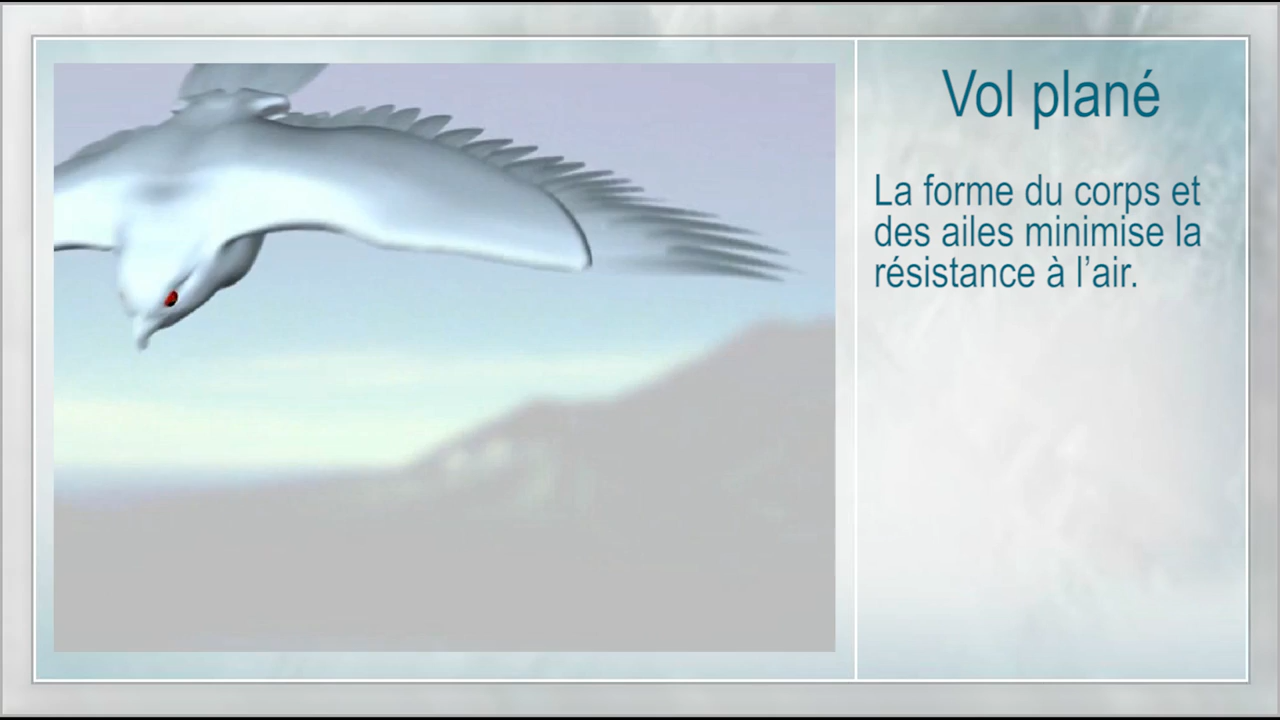 Vol plané
La forme du corps et
des ailes minimise la
résistance à l’air.